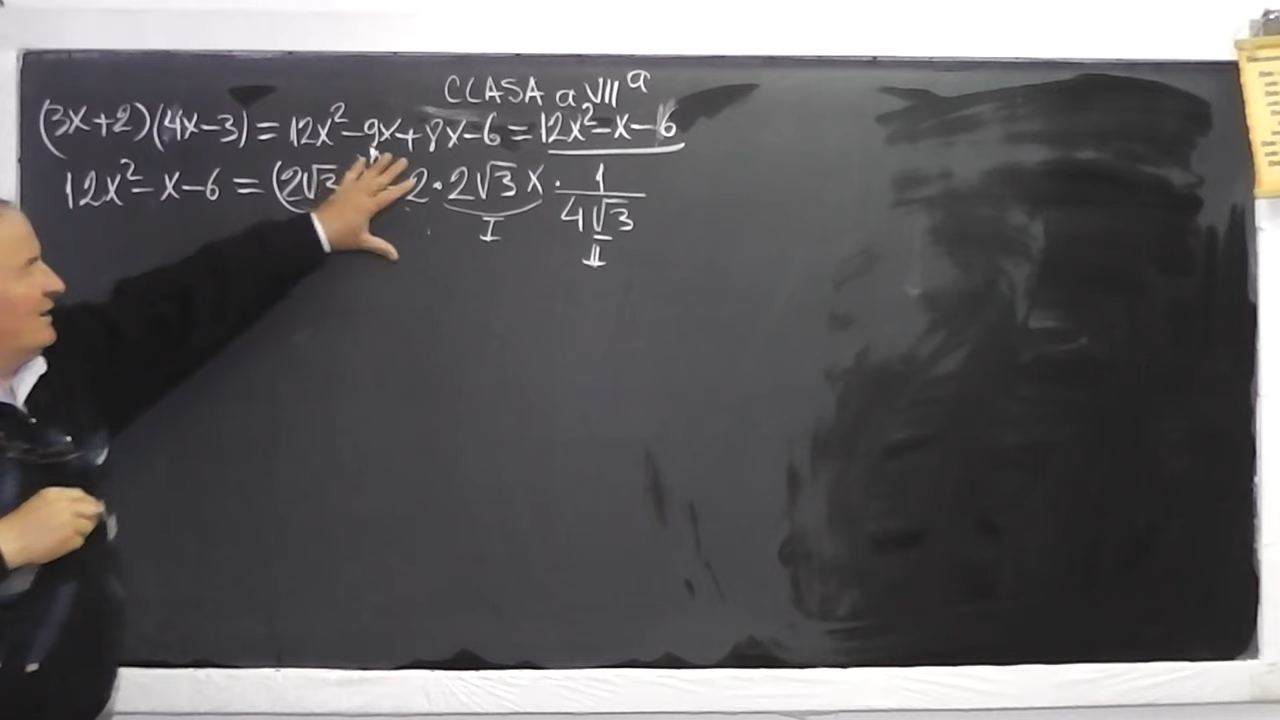 CLASA a VII a
(3x+2)(4x-3) = 12x² - 9x + 8x - 6 = 12x² - x - 6
12x² - x - 6 = (2√3 2 · 2√3 x · 1/4√3
I
II